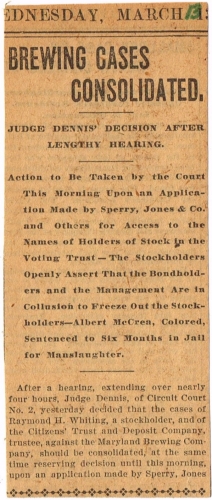 EDNESDAY, MARCH 13
BREWING CASES
CONSOLIDATED.
JUDGE DENNIS' DECISION AFTER
LENGTHY HEARING.
Action to Be Taken by the Court
This Morning Upon an Applica-
tion Made by Sperry, Jones & Co.
and Others for Access to the
Names of Holders of Stock in the
Voting Trust—The Stockholders
Openly Assert That the Bondhold-
ers and the Management Are in
Collusion to Freeze Out the Stock-
holders—Albert McCren, Colored,
Sentenced to Six Months in Jail
for Manslaughter.
After a hearing, extending over nearly
four hours, Judge Dennis, of Circuit Court
No. 2, yesterday decided that the cases of
Raymond H. Whiting, a stockholder, and of
the Citizens' Trust and Deposit Company,
trustee, against the Maryland Brewing Com-
pany, should be consolidated, at the same
time reserving decision until this morning,
upon an application made by Sperry, Jones